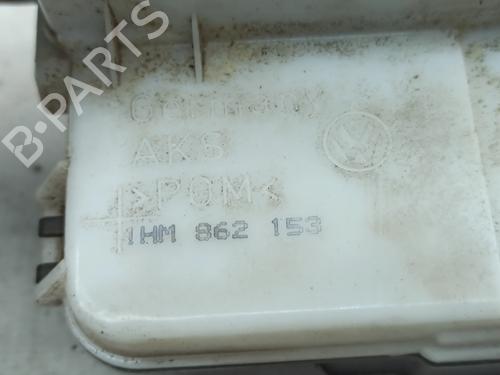 B-PARTS
Germany
AKS
>POM<
1HM 862 153